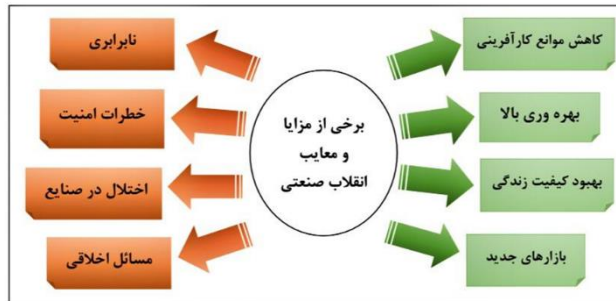 برخی از مزایا
و معایب
انقلاب صنعتی
کاهش موانع کارآفرینی
بهره وری بالا
بهبود کیفیت زندگی
بازارهای جدید
نابرابری
خطرات امنیت
اختلال در صنایع
مسائل اخلاقی